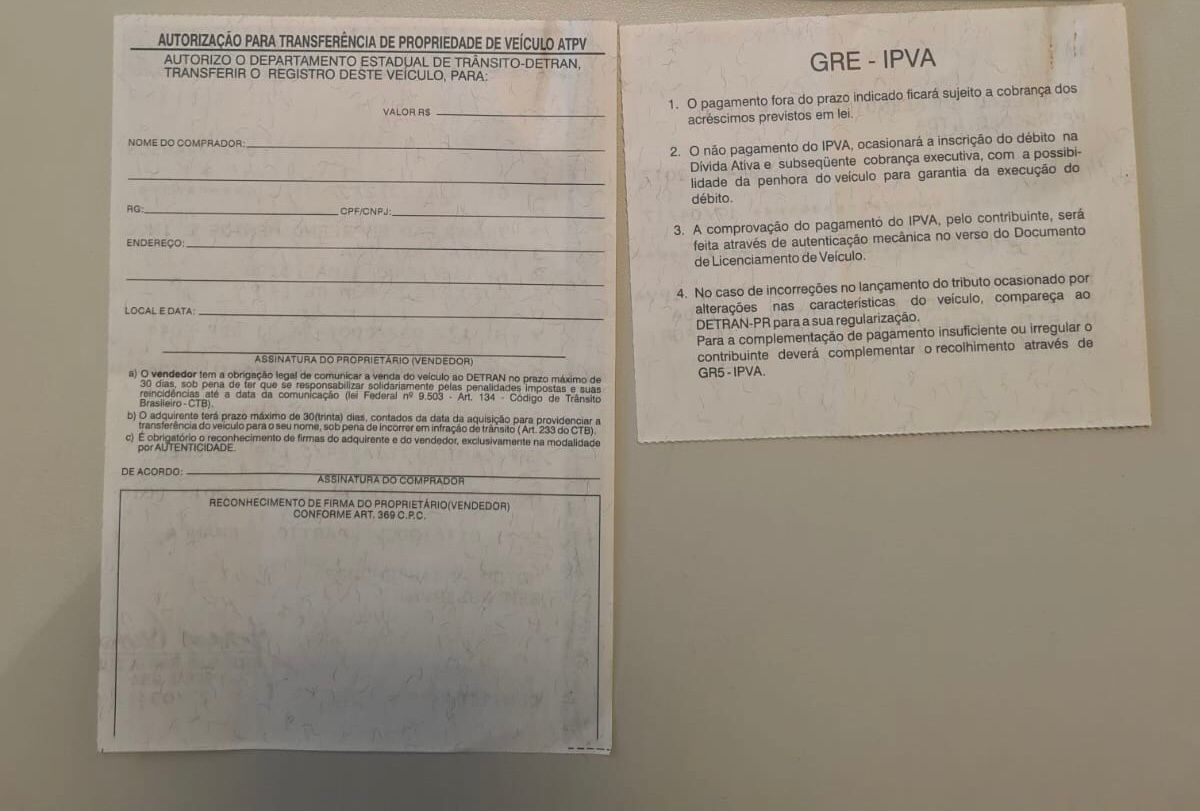 AUTORIZAÇÃO PARA TRANSFERÊNCIA DE PROPRIEDADE DE VEÍCULO ATPV
AUTORIZO O DEPARTAMENTO ESTADUAL DE TRÂNSITO-DETRAN,
TRANSFERIR O REGISTRO DESTE VEÍCULO, PARA:
VALOR R$
NOME DO COMPRADOR:
RG: CPF/CNPJ:
ENDEREÇO:
LOCAL E DATA:
ASSINATURA DO PROPRIETÁRIO (VENDEDOR)
a) O vendedor tem a obrigação legal de comunicar a venda do veículo ao DETRAN no prazo máximo de
30 dias, sob pena de ter que se responsabilizar solidariamente pelas penalidades impostas e suas
reincidências até a data da comunicação (lei Federal nº 9.503 - Art. 134 - Código de Trânsito
Brasileiro - CTB).
b) O adquirente terá prazo máximo de 30(trinta) dias, contados da data da aquisição para providenciar a
transferência do veículo para o seu nome, sob pena de incorrer em infração de trânsito (Art. 233 do CTB).
c) É obrigatório o reconhecimento de firmas do adquirente e do vendedor, exclusivamente na modalidade
por AUTENTICIDADE.
DE ACORDO:
ASSINATURA DO COMPRADOR
RECONHECIMENTO DE FIRMA DO PROPRIETÁRIO(VENDEDOR)
CONFORME ART. 369 C.P.C.
GRE - IPVA
1. O pagamento fora do prazo indicado ficará sujeito a cobrança dos
acréscimos previstos em lei.
2. O não pagamento do IPVA, ocasionará a inscrição do débito na
Dívida Ativa e subseqüente cobrança executiva, com a possibi-
lidade da penhora do veículo para garantia da execução do
débito.
3. A comprovação do pagamento do IPVA, pelo contribuinte, será
feita através de autenticação mecânica no verso do Documento
de Licenciamento de Veículo.
4. No caso de incorreções no lançamento do tributo ocasionado por
alterações nas características do veículo, compareça ao
DETRAN-PR para a sua regularização.
Para a complementação de pagamento insuficiente ou irregular o
contribuinte deverá complementar o recolhimento através de
GR5 - IPVA.